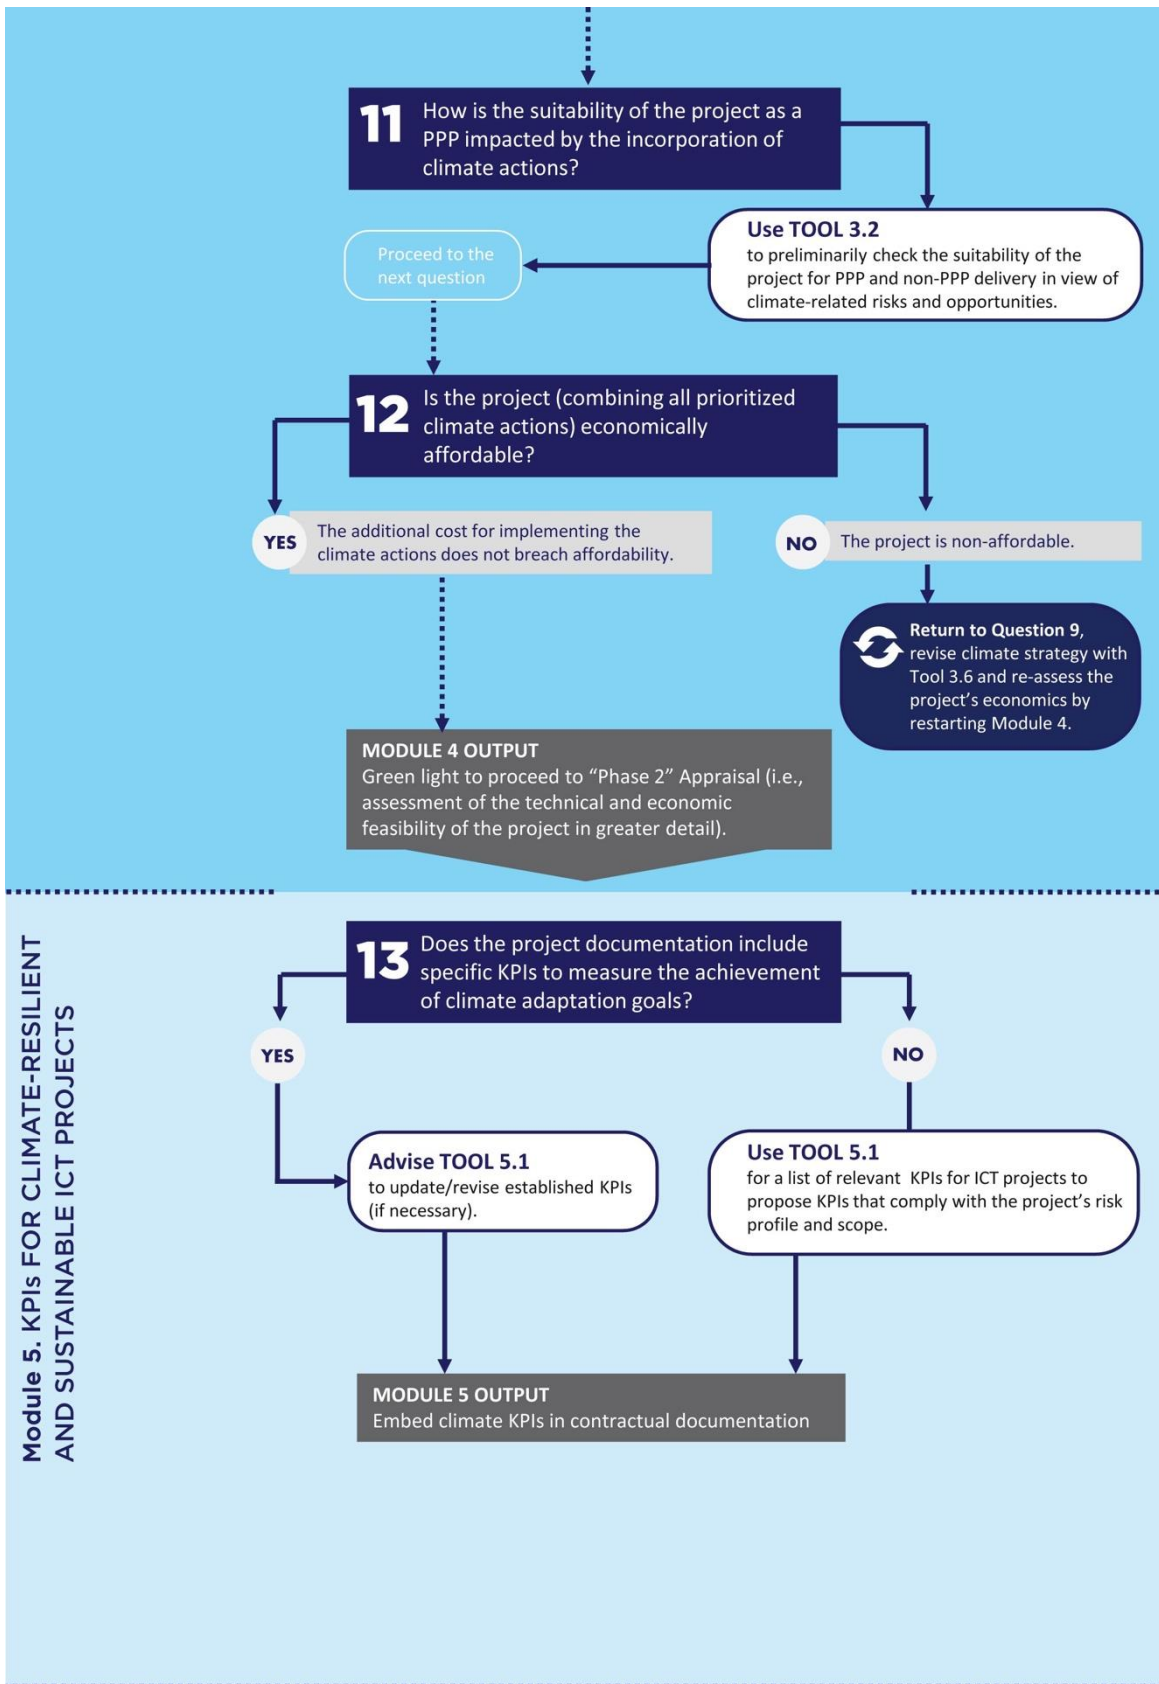 11
How is the suitability of the project as a
PPP impacted by the incorporation of
climate actions?
Use TOOL 3.2
to preliminarily check the suitability of the
project for PPP and non-PPP delivery in view of
climate-related risks and opportunities.
Proceed to the
next question
12
Is the project (combining all prioritized
climate actions) economically
affordable?
YES
The additional cost for implementing the
climate actions does not breach affordability.
NO
The project is non-affordable.
Return to Question 9,
revise climate strategy with
Tool 3.6 and re-assess the
project's economics by
restarting Module 4.
MODULE 4 OUTPUT
Green light to proceed to “Phase 2” Appraisal (i.e.,
assessment of the technical and economic
feasibility of the project in greater detail).
Module 5. KPIs FOR CLIMATE-RESILIENT
AND SUSTAINABLE ICT PROJECTS
13
Does the project documentation include
specific KPIs to measure the achievement
of climate adaptation goals?
YES
NO
Advise TOOL 5.1
to update/revise established KPIs
(if necessary).
Use TOOL 5.1
for a list of relevant KPIs for ICT projects to
propose KPIs that comply with the project's risk
profile and scope.
MODULE 5 OUTPUT
Embed climate KPIs in contractual documentation